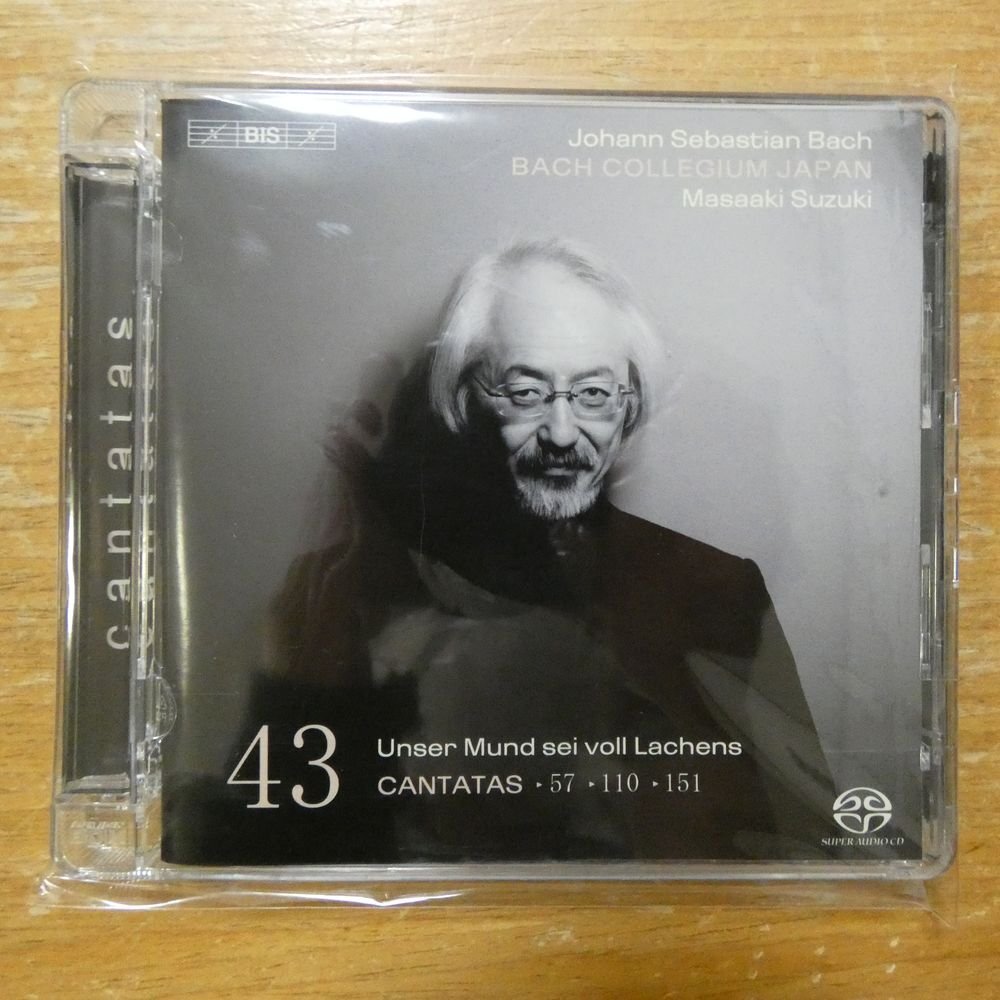 BIS
Johann Sebastian Bach
BACH COLLEGIUM JAPAN
Masaaki Suzuki
cantatas
43
Unser Mund sei voll Lachens
CANTATAS ▸ 57 ▸ 110 ▸ 151
SUPER AUDIO CD